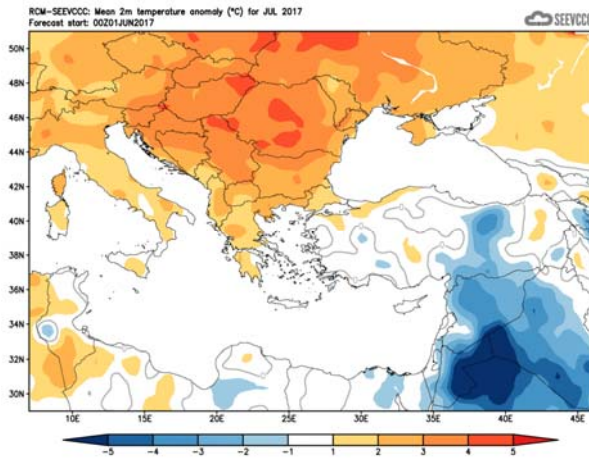 RCM-SEEVCCC: Mean 2m temperature anomaly (°C) for JUL 2017
Forecast start: 00Z01JUN2017
SEEVCCC
50N
48N
46N
44N
42N
40N
38N
36N
34N
32N
30N
10E 15E 20E 25E 30E 35E 40E 45E
-5 -4 -3 -2 -1 1 2 3 4 5